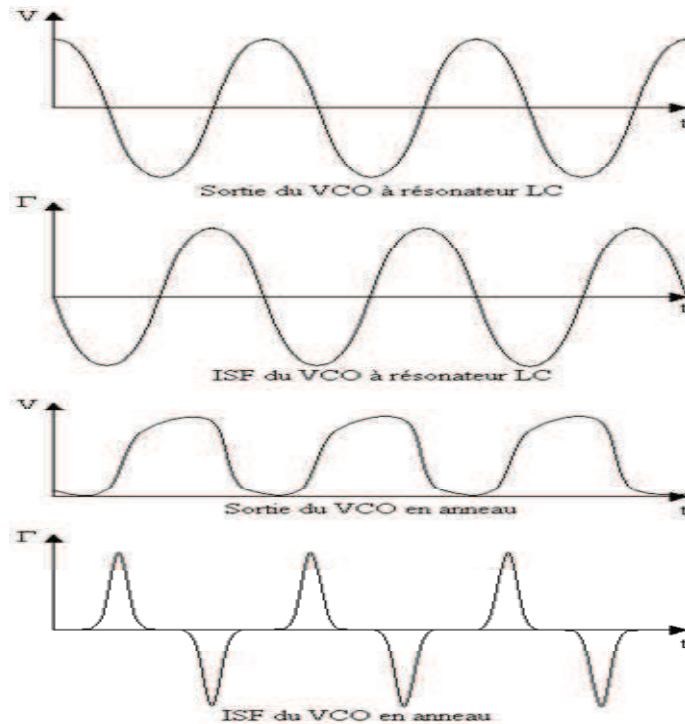 V
t
Sortie du VCO à résonateur LC
Γ
t
ISF du VCO à résonateur LC
V
t
Sortie du VCO en anneau
Γ
t
ISF du VCO en anneau